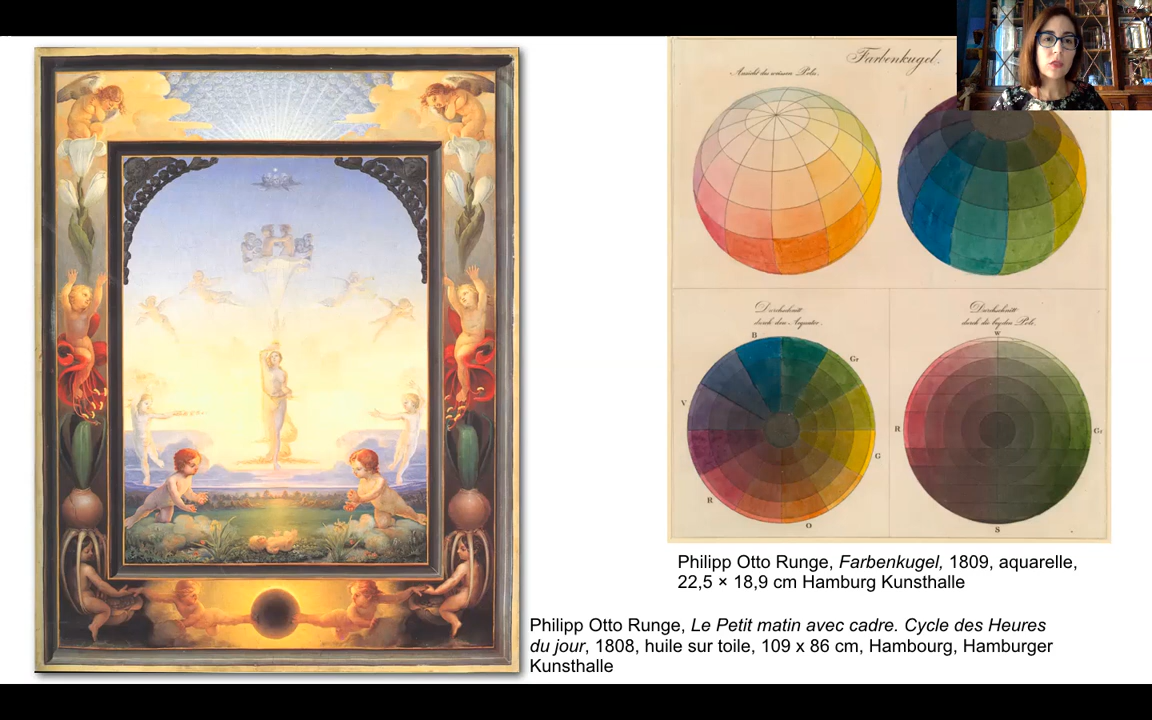 Farbenkugel.
Ansicht des weissen Pols.
Durchschnitt
durch den Aequator.
Durchschnitt
durch die beyden Pole.
B
Gr
V
G
R
O
W
R
Gr
S
Philipp Otto Runge, Farbenkugel, 1809, aquarelle,
22,5 × 18,9 cm Hamburg Kunsthalle
Philipp Otto Runge, Le Petit matin avec cadre. Cycle des Heures
du jour, 1808, huile sur toile, 109 x 86 cm, Hambourg, Hamburger
Kunsthalle